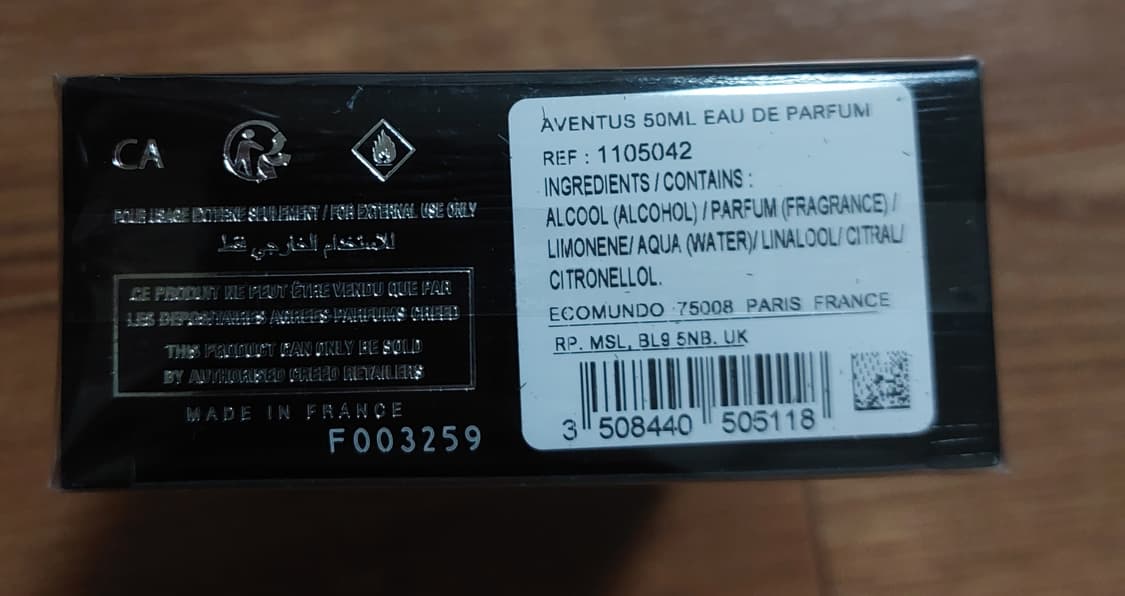 CA
POUR USAGE EXTERNE SEULEMENT / FOR EXTERNAL USE ONLY
للاستخدام الخارجي فقط
CE PRODUIT NE PEUT ÊTRE VENDU QUE PAR
LES DEPOSITAIRES AGREES PARFUMS CREED
THIS PRODUCT CAN ONLY BE SOLD
BY AUTHORISED CREED RETAILERS
MADE IN FRANCE
F003259
AVENTUS 50ML EAU DE PARFUM
REF : 1105042
INGREDIENTS / CONTAINS :
ALCOOL (ALCOHOL) / PARFUM (FRAGRANCE) /
LIMONENE/ AQUA (WATER)/ LINALOOL/ CITRAL/
CITRONELLOL.
ECOMUNDO 75008 PARIS FRANCE
RP. MSL, BL9 5NB. UK
3 508440 505118